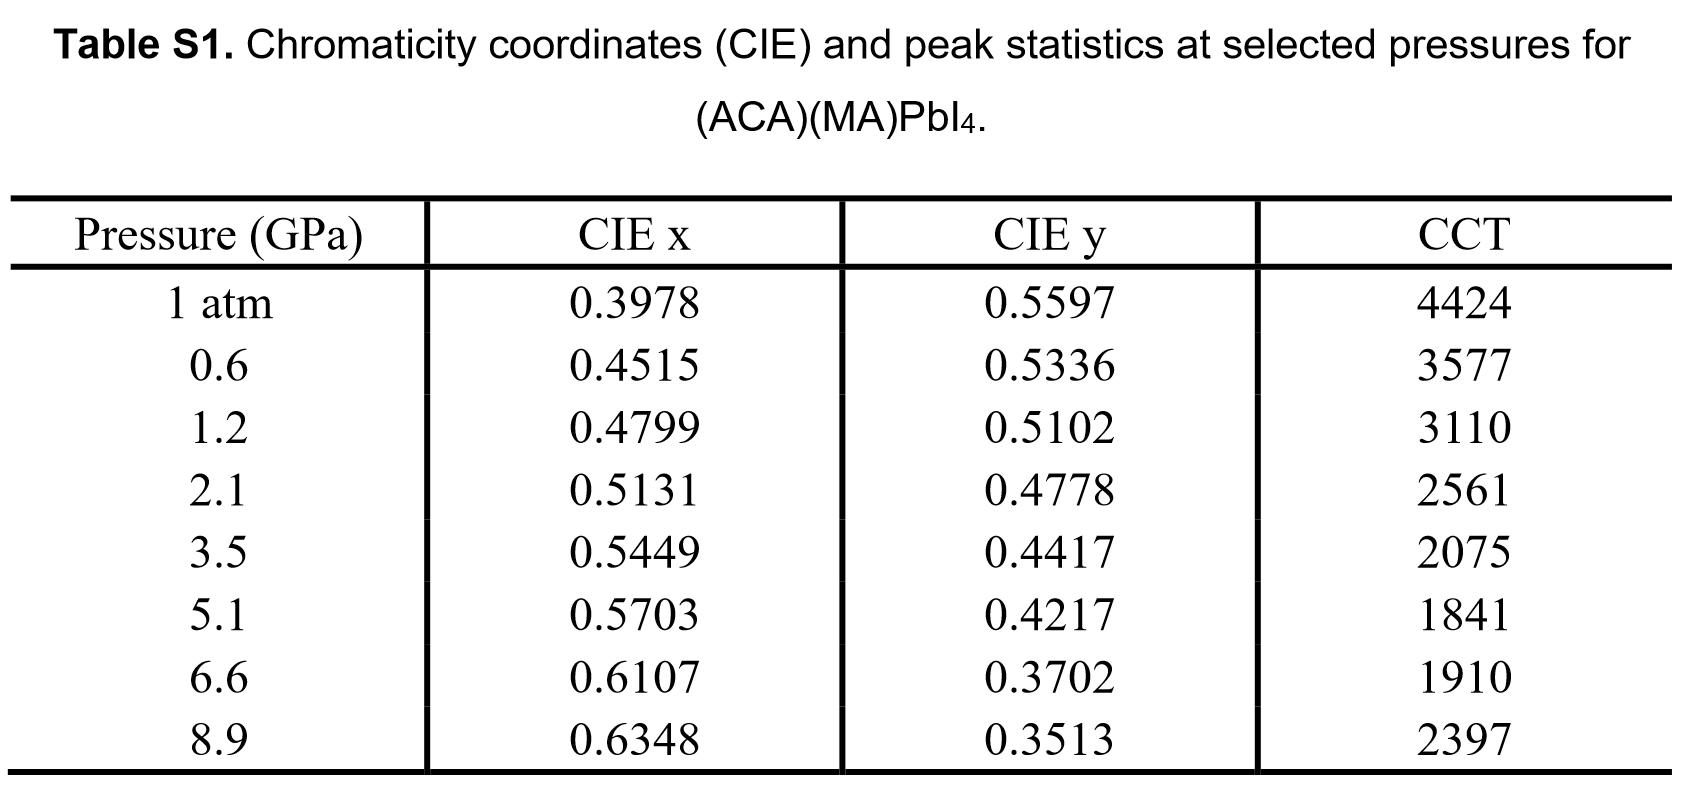 Table S1. Chromaticity coordinates (CIE) and peak statistics at selected pressures for
(ACA)(MA)PbI₄.
Pressure (GPa) CIE x CIE y CCT
1 atm 0.3978 0.5597 4424
0.6 0.4515 0.5336 3577
1.2 0.4799 0.5102 3110
2.1 0.5131 0.4778 2561
3.5 0.5449 0.4417 2075
5.1 0.5703 0.4217 1841
6.6 0.6107 0.3702 1910
8.9 0.6348 0.3513 2397